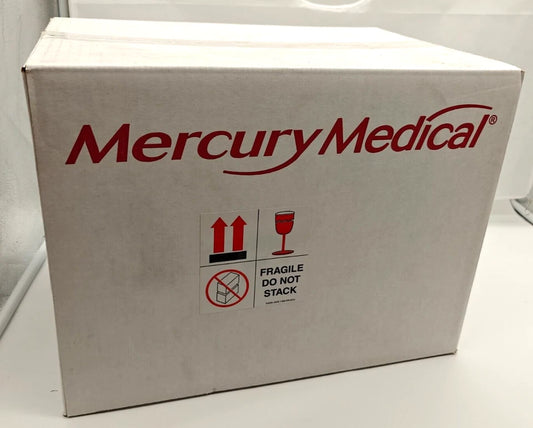 MercuryMedical®
FRAGILE
DO NOT
STACK